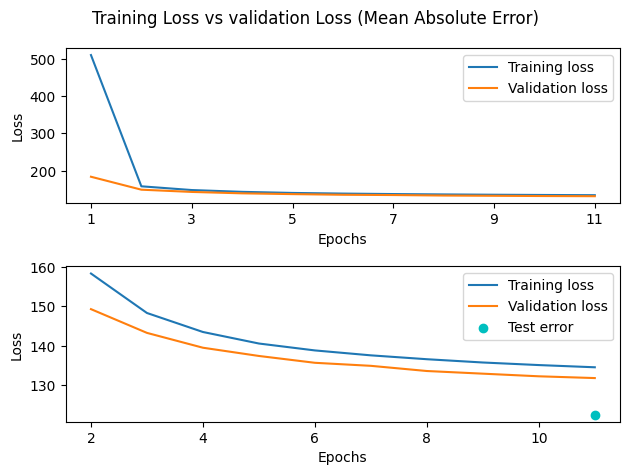 Training Loss vs validation Loss (Mean Absolute Error)
500
400
300
200
Loss
Training loss
Validation loss
1 3 5 7 9 11
Epochs
160
150
140
130
Loss
Training loss
Validation loss
Test error
2 4 6 8 10
Epochs